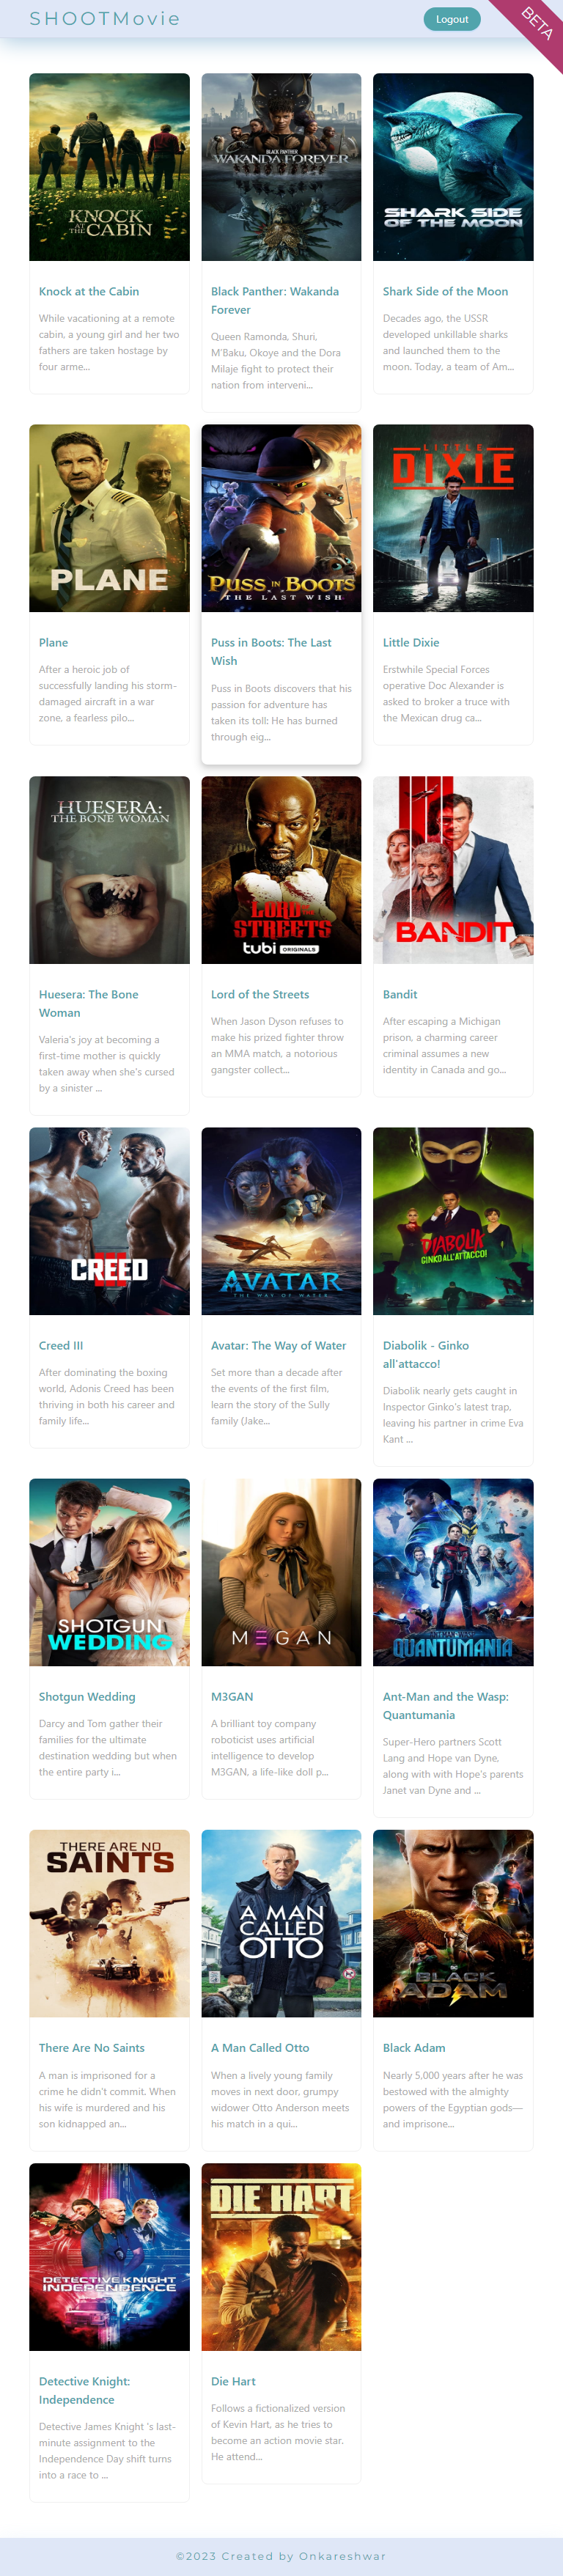 SHOOTMovie
Logout
BETA
KNOCK
AT THE CABIN
BLACK PANTHER
WAKANDA FOREVER
SHARK SIDE
OF THE MOON
Knock at the Cabin
While vacationing at a remote
cabin, a young girl and her two
fathers are taken hostage by
four arme...
Black Panther: Wakanda
Forever
Queen Ramonda, Shuri,
M'Baku, Okoye and the Dora
Milaje fight to protect their
nation from interveni...
Shark Side of the Moon
Decades ago, the USSR
developed unkillable sharks
and launched them to the
moon. Today, a team of Am...
PLANE
PUSS IN BOOTS
THE LAST WISH
LITTLE
DIXIE
Plane
After a heroic job of
successfully landing his storm-
damaged aircraft in a war
zone, a fearless pilo...
Puss in Boots: The Last
Wish
Puss in Boots discovers that his
passion for adventure has
taken its toll: He has burned
through eig...
Little Dixie
Erstwhile Special Forces
operative Doc Alexander is
asked to broker a truce with
the Mexican drug ca...
HUESERA:
THE BONE WOMAN
LORD OF THE
STREETS
tubi ORIGINALS
BANDIT
Huesera: The Bone
Woman
Valeria's joy at becoming a
first-time mother is quickly
taken away when she's cursed
by a sinister ...
Lord of the Streets
When Jason Dyson refuses to
make his prized fighter throw
an MMA match, a notorious
gangster collect...
Bandit
After escaping a Michigan
prison, a charming career
criminal assumes a new
identity in Canada and go...
CREED
III
AVATAR
THE WAY OF WATER
DIABOLIK
GINKO ALL'ATTACCO!
Creed III
After dominating the boxing
world, Adonis Creed has been
thriving in both his career and
family life...
Avatar: The Way of Water
Set more than a decade after
the events of the first film,
learn the story of the Sully
family (Jake...
Diabolik - Ginko
all'attacco!
Diabolik nearly gets caught in
Inspector Ginko's latest trap,
leaving his partner in crime Eva
Kant ...
SHOTGUN
WEDDING
M3GAN
ANT-MAN AND THE WASP
QUANTUMANIA
Shotgun Wedding
Darcy and Tom gather their
families for the ultimate
destination wedding but when
the entire party i...
M3GAN
A brilliant toy company
roboticist uses artificial
intelligence to develop
M3GAN, a life-like doll p...
Ant-Man and the Wasp:
Quantumania
Super-Hero partners Scott
Lang and Hope van Dyne,
along with with Hope's parents
Janet van Dyne and ...
THERE ARE NO
SAINTS
A MAN
CALLED
OTTO
DC
BLACK
ADAM
There Are No Saints
A man is imprisoned for a
crime he didn't commit. When
his wife is murdered and his
son kidnapped an...
A Man Called Otto
When a lively young family
moves in next door, grumpy
widower Otto Anderson meets
his match in a qui...
Black Adam
Nearly 5,000 years after he was
bestowed with the almighty
powers of the Egyptian gods—
and imprisone...
DETECTIVE KNIGHT
INDEPENDENCE
DIE HART
Detective Knight:
Independence
Detective James Knight 's last-
minute assignment to the
Independence Day shift turns
into a race to ...
Die Hart
Follows a fictionalized version
of Kevin Hart, as he tries to
become an action movie star.
He attend...
©2023 Created by Onkareshwar